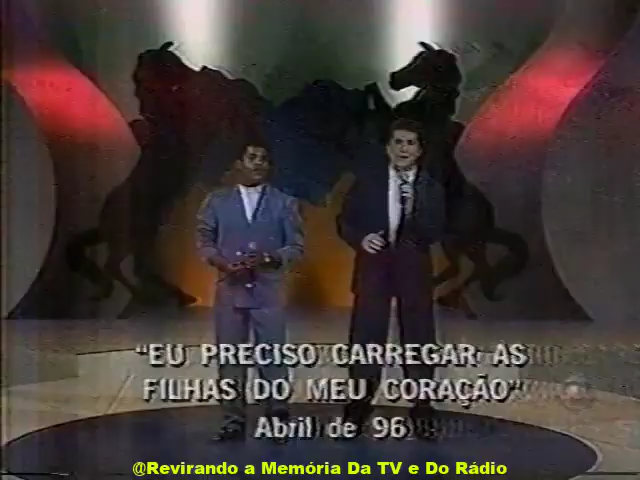 "EU PRECISO CARREGAR AS
FILHAS DO MEU CORAÇÃO"
Abril de 96
@Revirando a Memória Da TV e Do Rádio